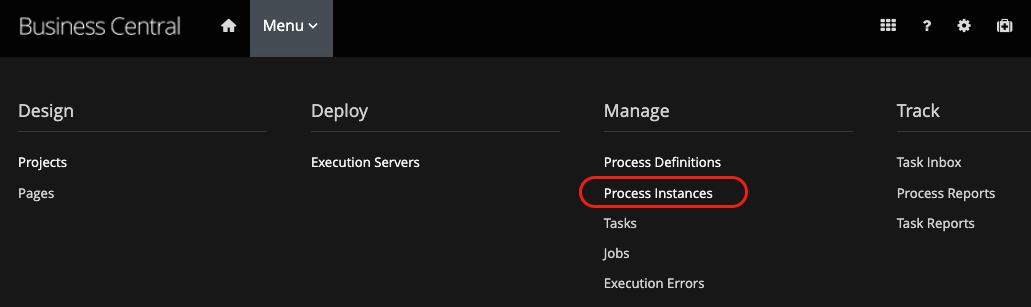 Business Central
Menu
?
Design
Projects
Pages
Deploy
Execution Servers
Manage
Process Definitions
Process Instances
Tasks
Jobs
Execution Errors
Track
Task Inbox
Process Reports
Task Reports